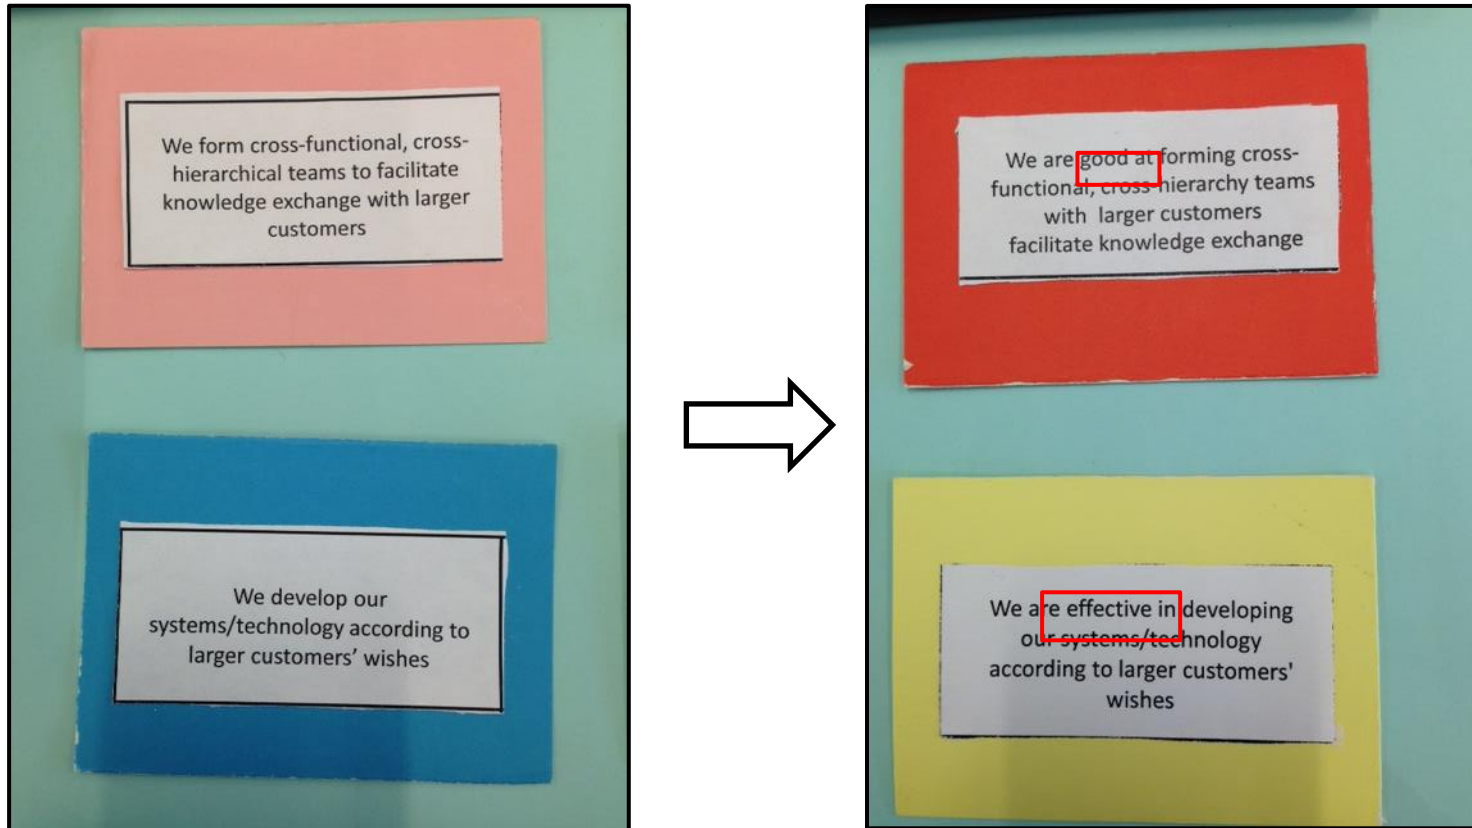 We form cross-functional, cross-
hierarchical teams to facilitate
knowledge exchange with larger
customers
We develop our
systems/technology according to
larger customers’ wishes
We are good at forming cross-
functional, cross-hierarchy teams
with larger customers
facilitate knowledge exchange
We are effective in developing
our systems/technology
according to larger customers'
wishes